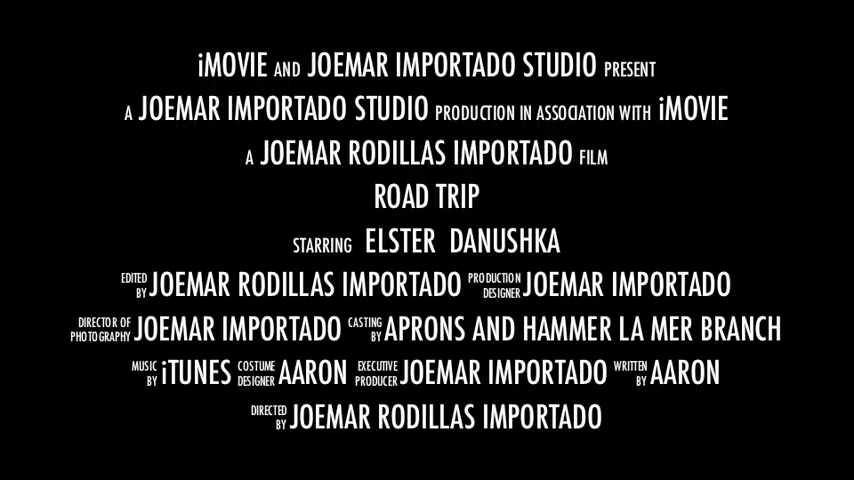 iMOVIE AND JOEMAR IMPORTADO STUDIO PRESENT
A JOEMAR IMPORTADO STUDIO PRODUCTION IN ASSOCIATION WITH iMOVIE
A JOEMAR RODILLAS IMPORTADO FILM
ROAD TRIP
STARRING ELSTER DANUSHKA
EDITED BY JOEMAR RODILLAS IMPORTADO PRODUCTION DESIGNER JOEMAR IMPORTADO
DIRECTOR OF PHOTOGRAPHY JOEMAR IMPORTADO CASTING BY APRONS AND HAMMER LA MER BRANCH
MUSIC BY iTUNES COSTUME DESIGNER AARON EXECUTIVE PRODUCER JOEMAR IMPORTADO WRITTEN BY AARON
DIRECTED BY JOEMAR RODILLAS IMPORTADO